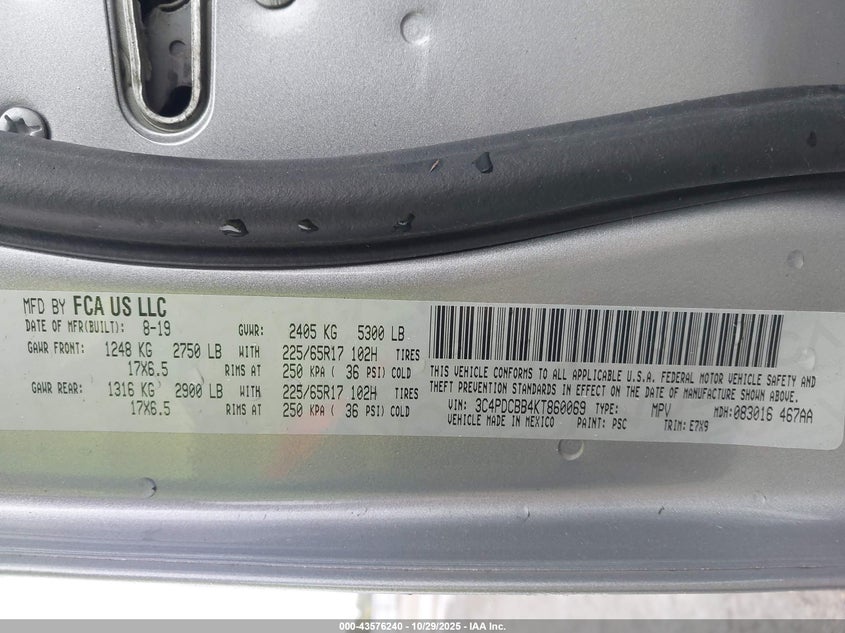 MFD BY FCA US LLC
DATE OF MFR(BUILT): 8-19 GVWR: 2405 KG 5300 LB
GAWR FRONT: 1248 KG 2750 LB WITH 225/65R17 102H TIRES
17X6.5 RIMS AT 250 KPA ( 36 PSI) COLD
GAWR REAR: 1316 KG 2900 LB WITH 225/65R17 102H TIRES
17X6.5 RIMS AT 250 KPA ( 36 PSI) COLD
THIS VEHICLE CONFORMS TO ALL APPLICABLE U.S.A. FEDERAL MOTOR VEHICLE SAFETY AND
THEFT PREVENTION STANDARDS IN EFFECT ON THE DATE OF MANUFACTURE SHOWN ABOVE.
VIN: 3C4PDCBB4KT860069 TYPE: MPV MDH:083016 467AA
VEHICLE MADE IN MEXICO PAINT: PSC TRIM: E7X9
000-43576240 - 10/29/2025 - IAA Inc.